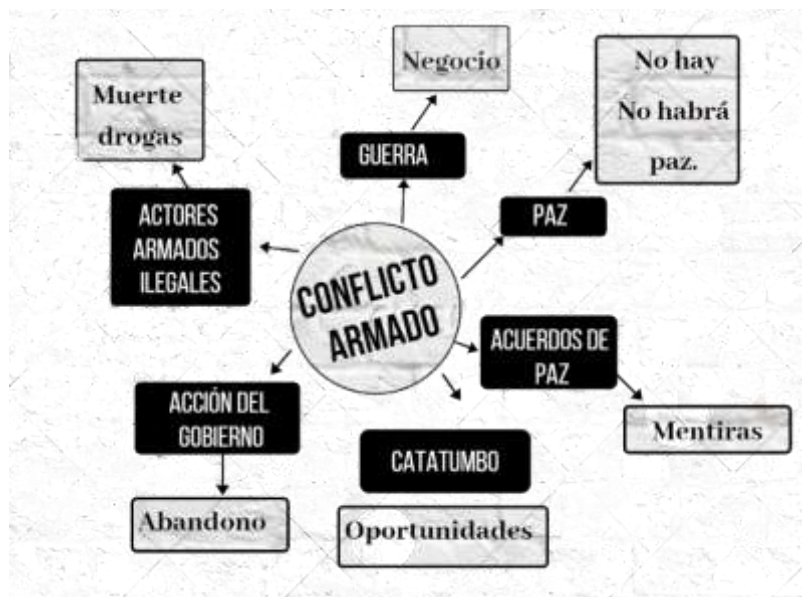 Negocio
No hay
No habrá
paz.
Muerte
drogas
GUERRA
ACTORES
ARMADOS
ILEGALES
PAZ
CONFLICTO
ARMADO
ACUERDOS DE
PAZ
ACCIÓN DEL
GOBIERNO
Mentiras
CATATUMBO
Abandono
Oportunidades